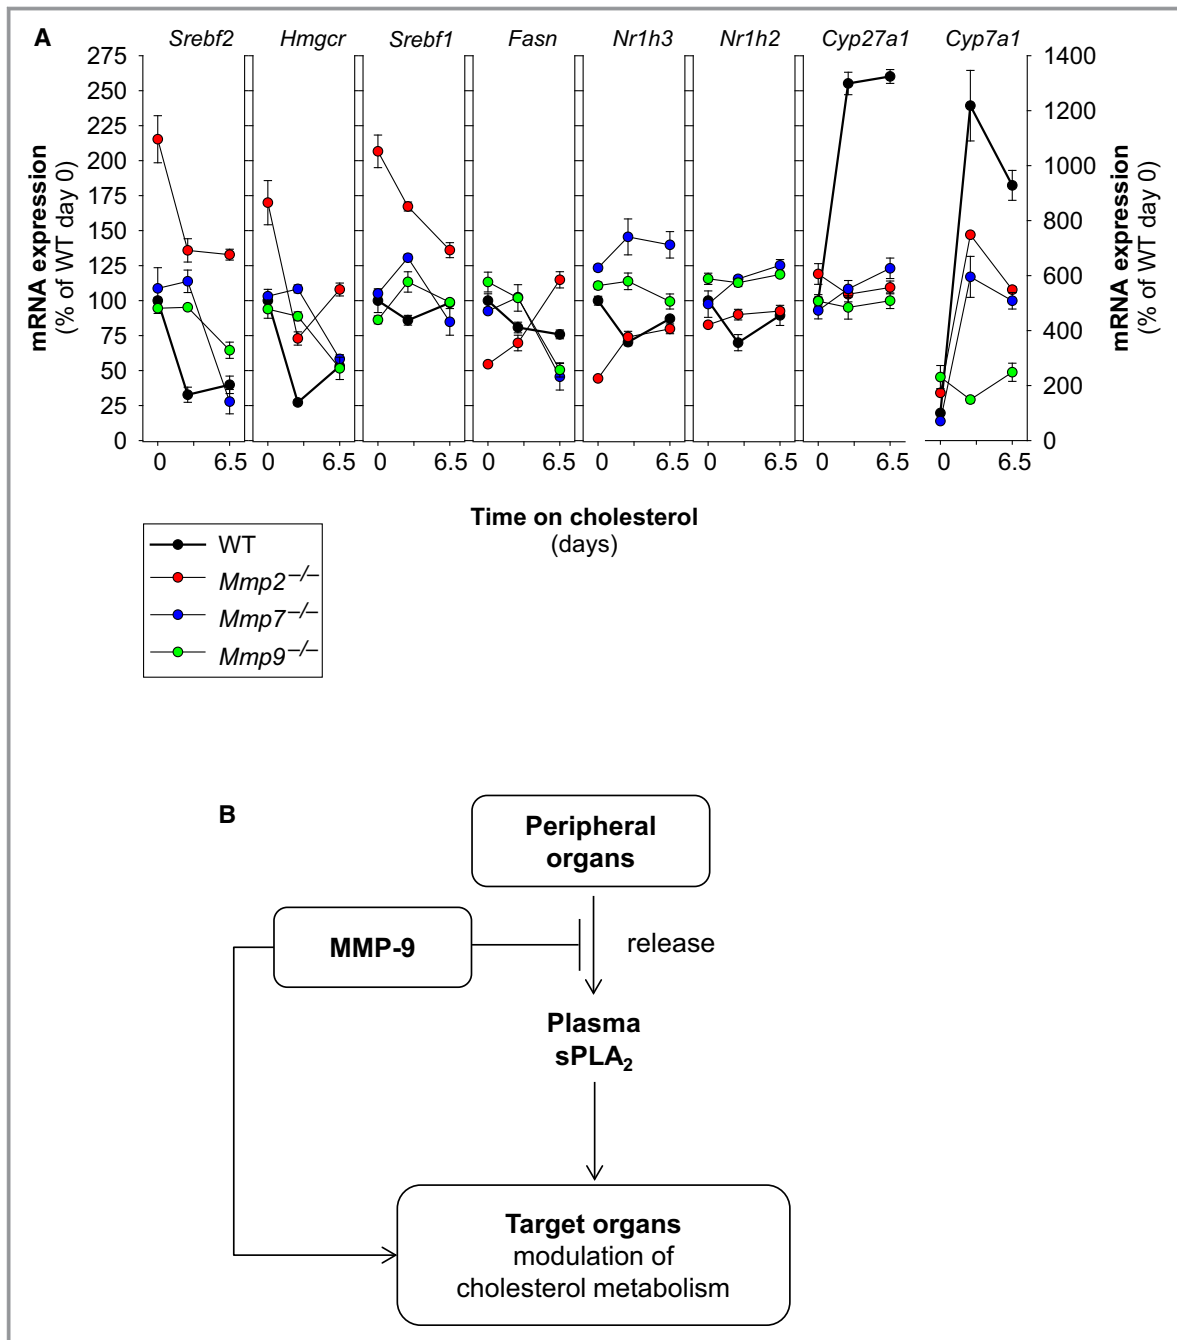 A
Srebf2 Hmgcr Srebf1 Fasn Nr1h3 Nr1h2 Cyp27a1 Cyp7a1
mRNA expression
(% of WT day 0)
275
250
225
200
175
150
125
100
75
50
25
0
1400
1200
1000
800
600
400
200
0
mRNA expression
(% of WT day 0)
0 6.5 0 6.5 0 6.5 0 6.5 0 6.5 0 6.5 0 6.5 0 6.5
Time on cholesterol
(days)
WT
Mmp2−/−
Mmp7−/−
Mmp9−/−
B
Peripheral
organs
MMP-9
release
Plasma
sPLA2
Target organs
modulation of
cholesterol metabolism